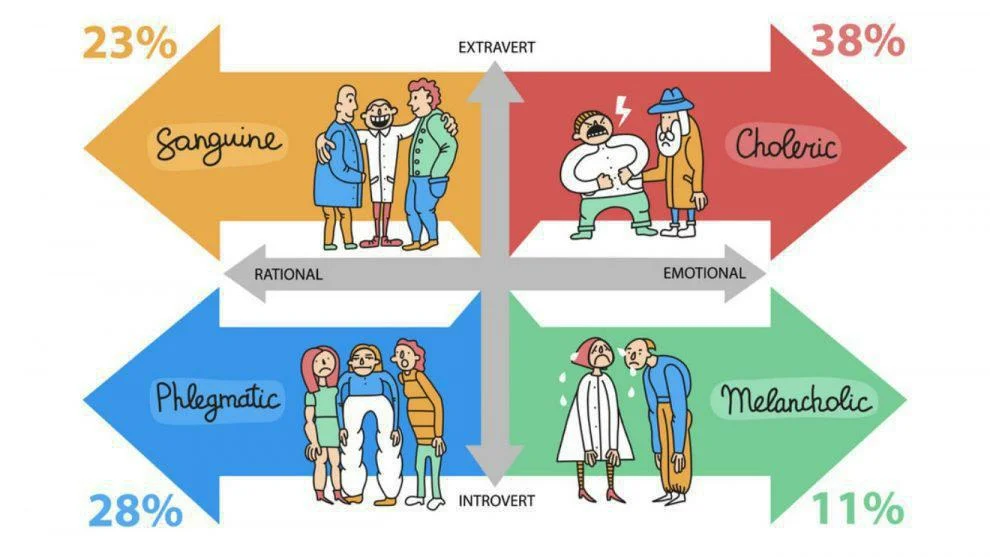 23%
EXTRAVERT
38%
Sanguine
Choleric
RATIONAL
EMOTIONAL
Phlegmatic
Melancholic
28%
INTROVERT
11%